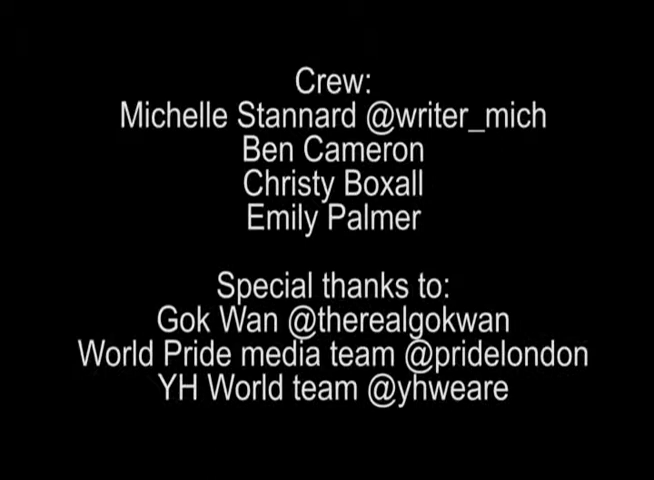 Crew:
Michelle Stannard @writer_mich
Ben Cameron
Christy Boxall
Emily Palmer
Special thanks to:
Gok Wan @therealgokwan
World Pride media team @pridelondon
YH World team @yhweare